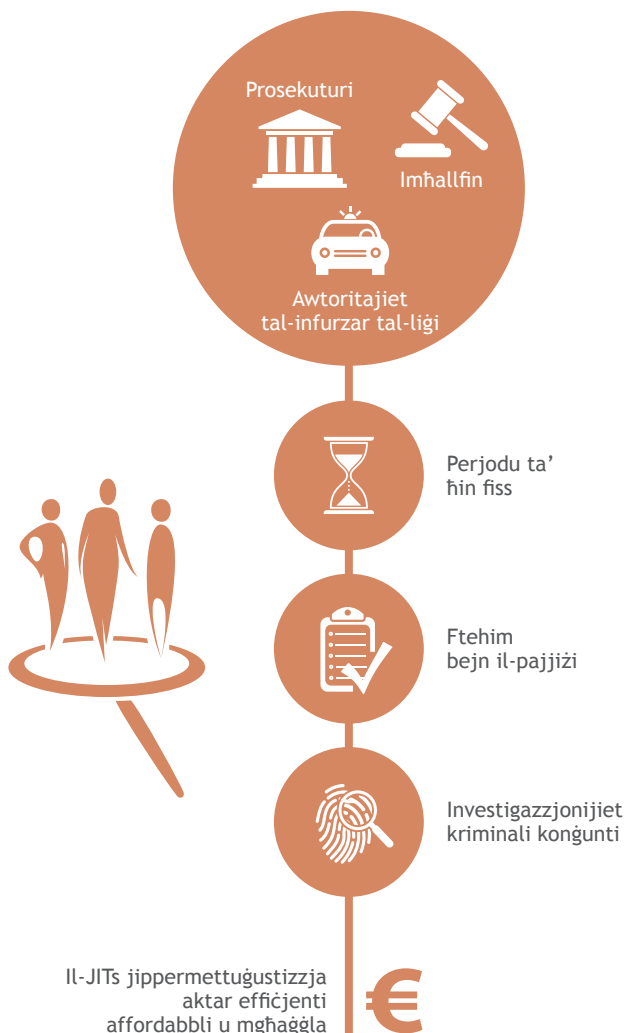 Prosekuturi
Imħallfin
Awtoritajiet
tal-infurzar tal-liġi
Perjodu ta’
ħin fiss
Ftehim
bejn il-pajjiżi
Investigazzjonijiet
kriminali konġunti
Il-JITs jippermettuġustizzja
aktar effiċjenti
affordabbli u mgħaġġla
€